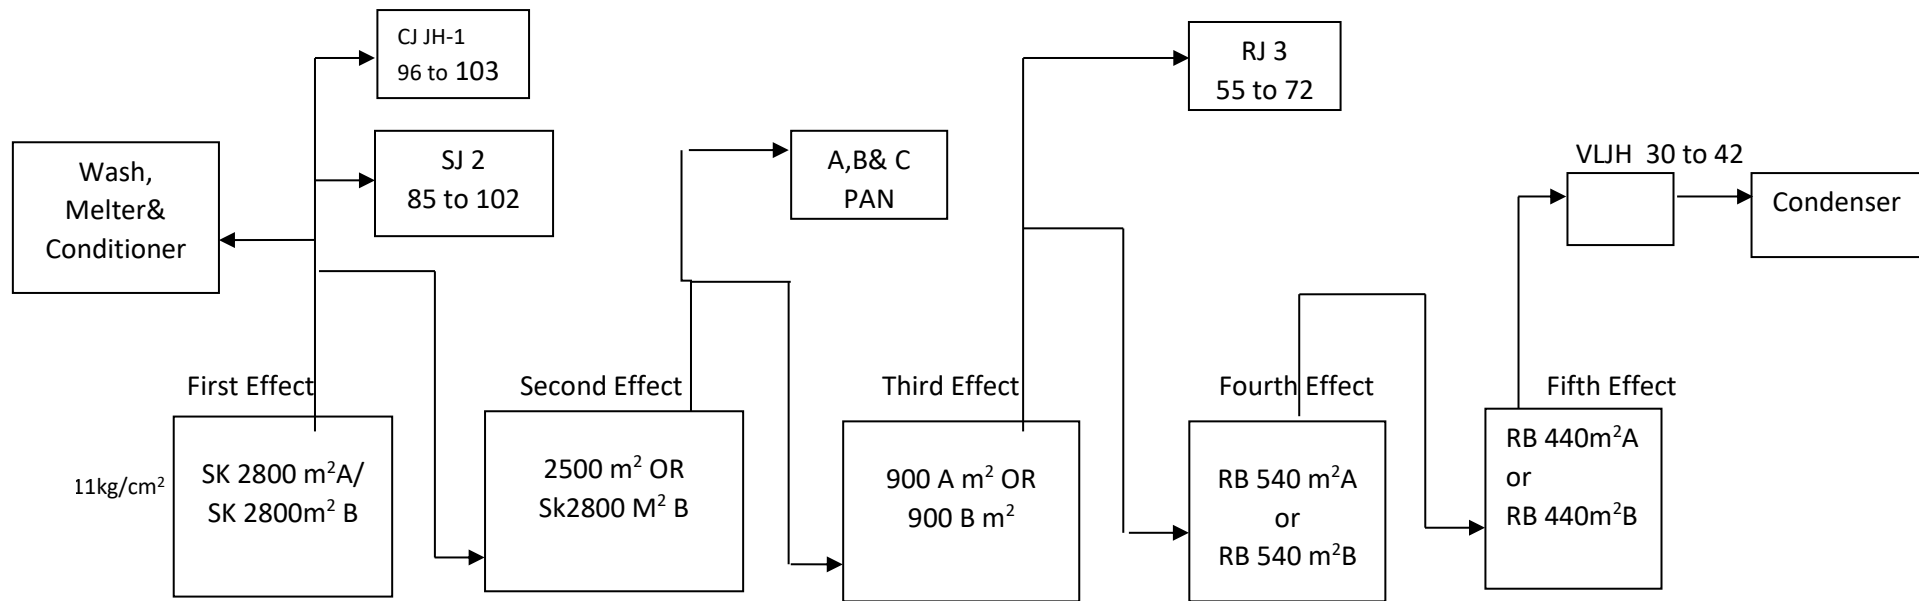 CJ JH-1
96 to 103
RJ 3
55 to 72
Wash,
Melter&
Conditioner
SJ 2
85 to 102
A,B& C
PAN
VLJH  30 to 42
Condenser
First Effect
Second Effect
Third Effect
Fourth Effect
Fifth Effect
11kg/cm²
SK 2800 m²A/
SK 2800m² B
2500 m² OR
Sk2800 M² B
900 A m² OR
900 B m²
RB 540 m²A
or
RB 540 m²B
RB 440m²A
or
RB 440m²B